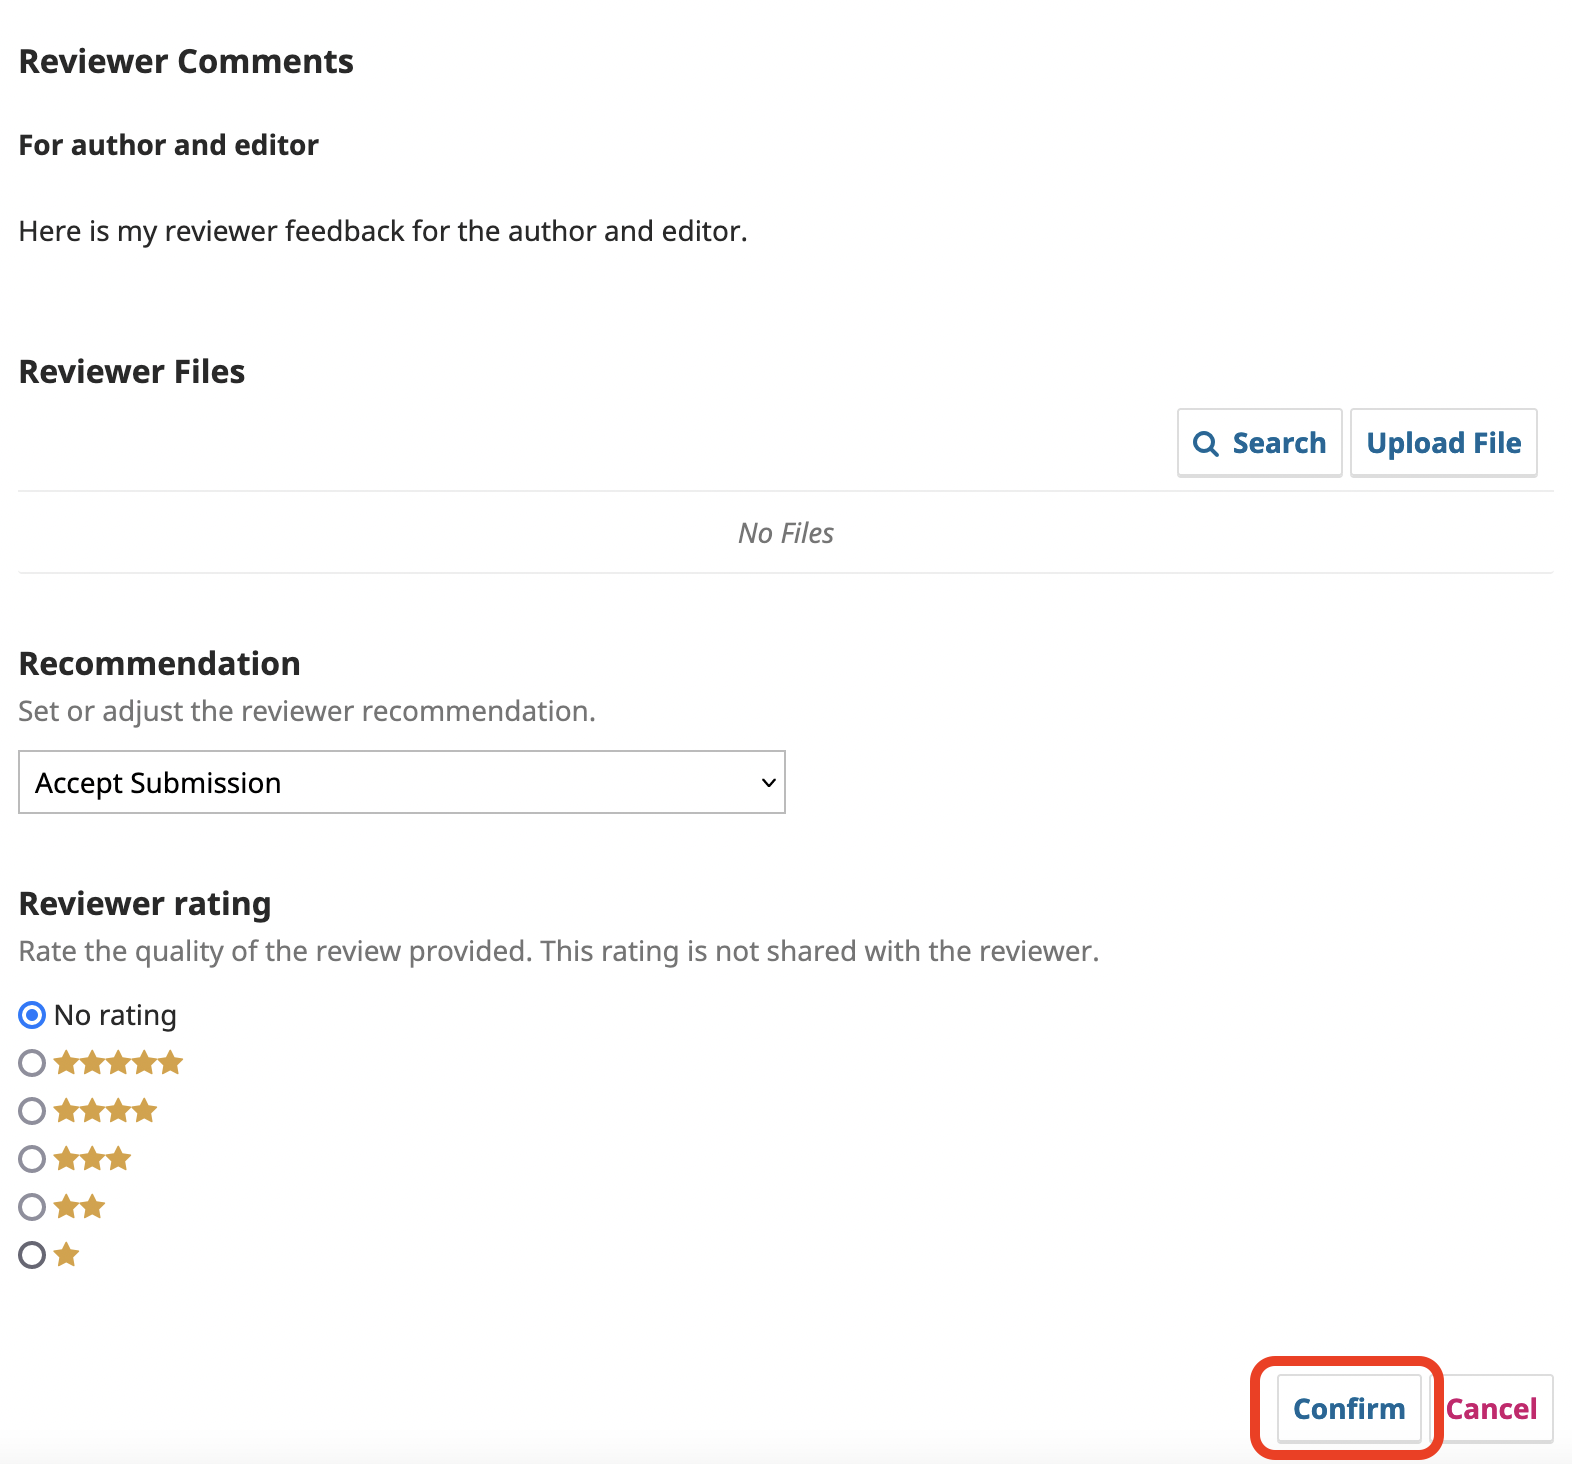 Reviewer Comments
For author and editor
Here is my reviewer feedback for the author and editor.
Reviewer Files
Search
Upload File
No Files
Recommendation
Set or adjust the reviewer recommendation.
Accept Submission
Reviewer rating
Rate the quality of the review provided. This rating is not shared with the reviewer.
No rating
Confirm
Cancel